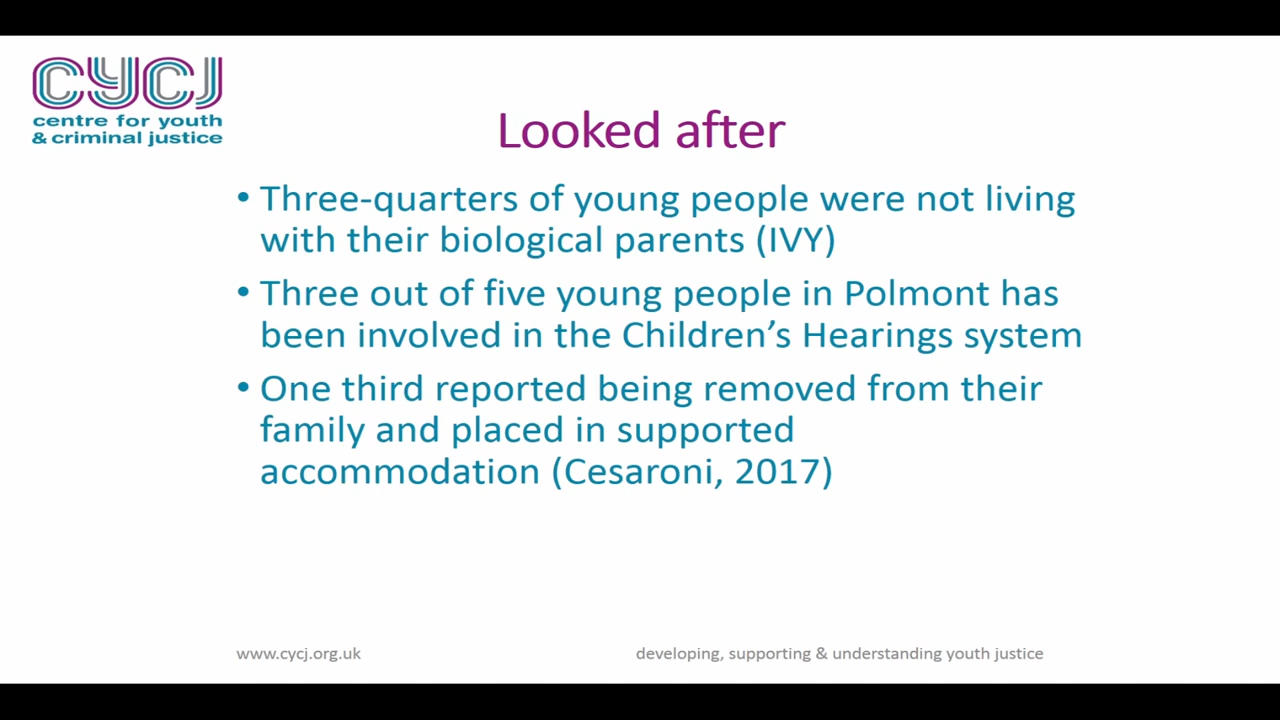 CYCJ
centre for youth
& criminal justice
Looked after
• Three-quarters of young people were not living
with their biological parents (IVY)
• Three out of five young people in Polmont has
been involved in the Children’s Hearings system
• One third reported being removed from their
family and placed in supported
accommodation (Cesaroni, 2017)
www.cycj.org.uk
developing, supporting & understanding youth justice